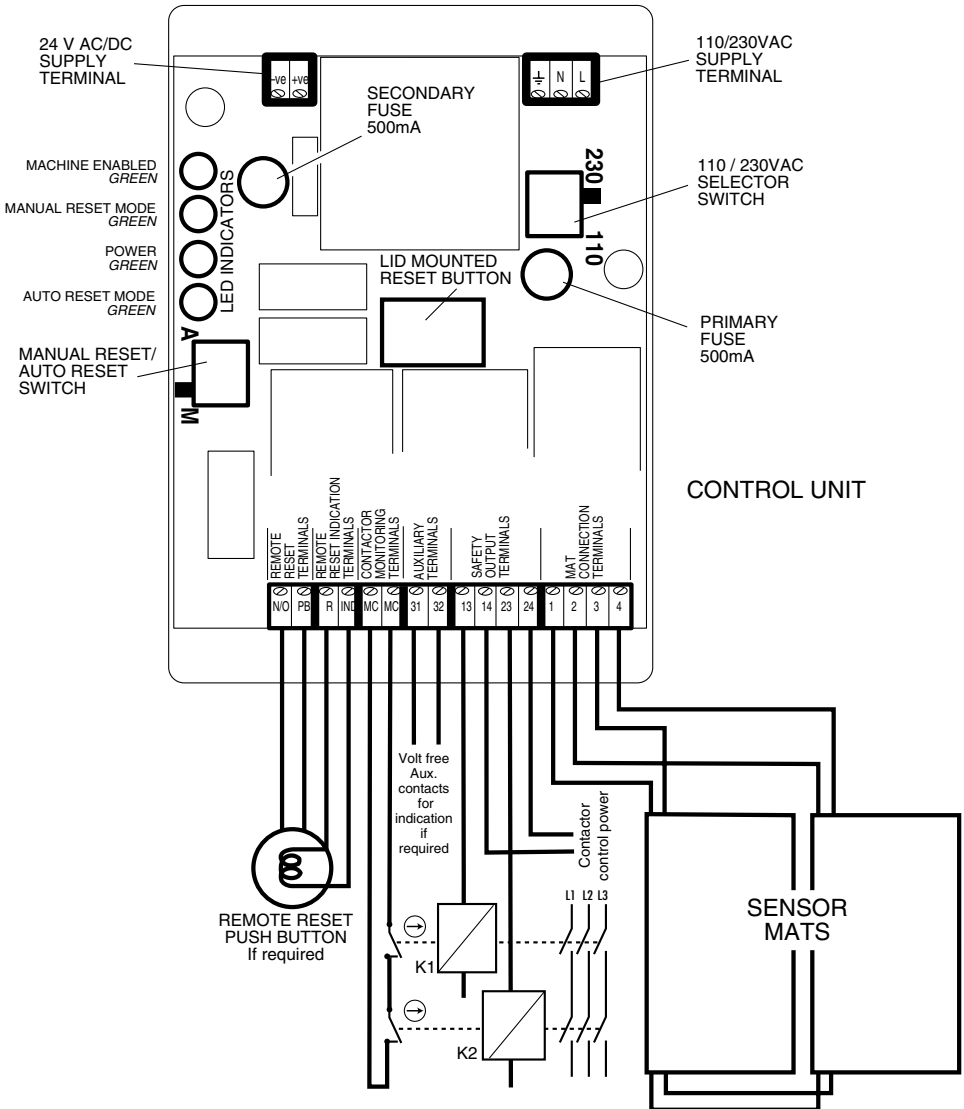 24 V AC/DC
SUPPLY
TERMINAL
-ve +ve
SECONDARY
FUSE
500mA
N L
110/230VAC
SUPPLY
TERMINAL
MACHINE ENABLED
GREEN
MANUAL RESET MODE
GREEN
POWER
GREEN
AUTO RESET MODE
GREEN
LED INDICATORS
230
110
110 / 230VAC
SELECTOR
SWITCH
LID MOUNTED
RESET BUTTON
PRIMARY
FUSE
500mA
A
M
MANUAL RESET/
AUTO RESET
SWITCH
CONTROL UNIT
REMOTE
RESET
TERMINALS
REMOTE
RESET INDICATION
TERMINALS
CONTACTOR
MONITORING
TERMINALS
AUXILIARY
TERMINALS
SAFETY
OUTPUT
TERMINALS
MAT
CONNECTION
TERMINALS
N/O PB R IND MC MC 31 32 13 14 23 24 1 2 3 4
Volt free
Aux.
contacts
for
indication
if
required
Contactor
control power
L1 L2 L3
REMOTE RESET
PUSH BUTTON
If required
K1
K2
SENSOR
MATS